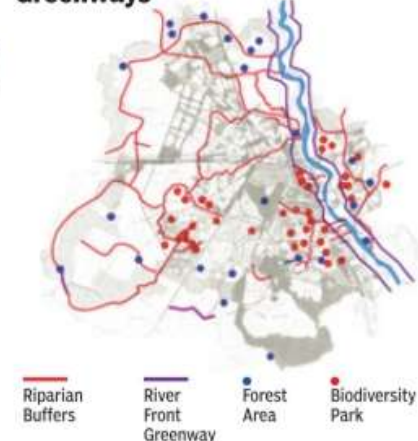 Greenways
Riparian
Buffers
River
Front
Greenway
Forest
Area
Biodiversity
Park